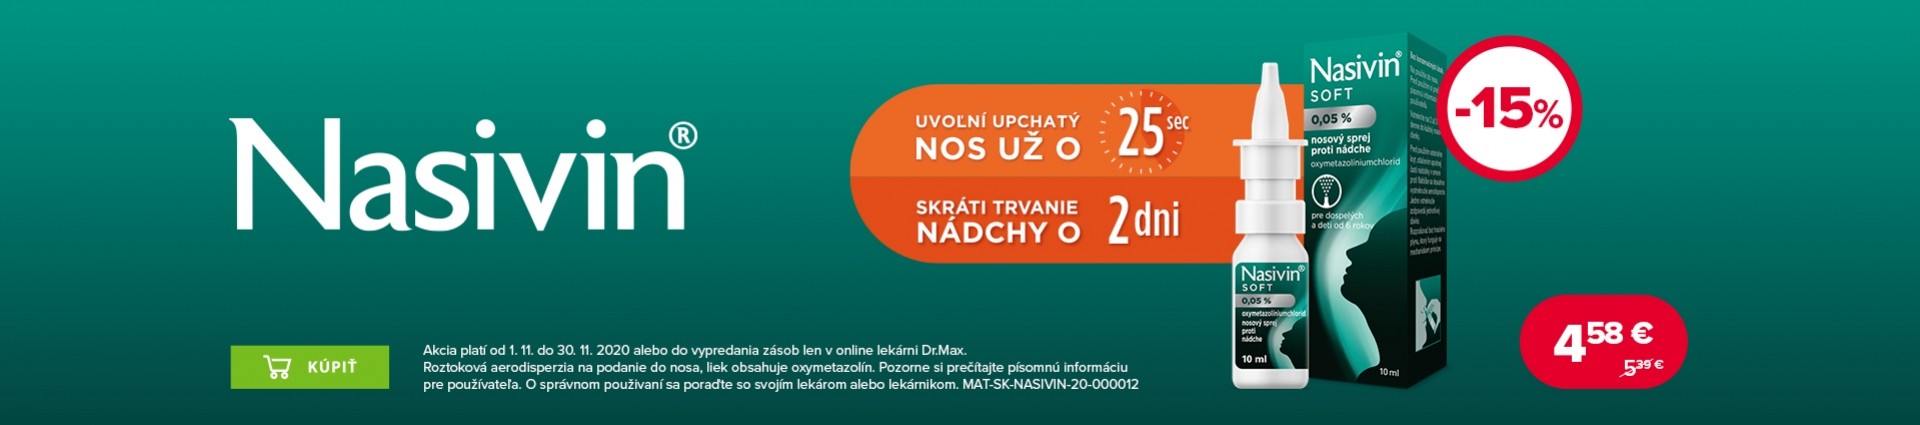 Nasivin®
UVOĽNÍ UPCHATÝ
NOS UŽ O 25 sec
SKRÁTI TRVANIE
NÁDCHY O 2 dni
Nasivin®
SOFT
0,05 %
nosový sprej
proti nádche
oxymetazolíniumchlorid
pre dospelých
a deti od 6 rokov
10 ml
Nasivin®
SOFT
0,05 %
oxymetazolíniumchlorid
nosový sprej
proti
nádche
10 ml
-15%
4 58 €
5 39 €
KÚPIŤ
Akcia platí od 1. 11. do 30. 11. 2020 alebo do vypredania zásob len v online lekárni Dr.Max.
Roztoková aerodisperzia na podanie do nosa, liek obsahuje oxymetazolín. Pozorne si prečítajte písomnú informáciu
pre používateľa. O správnom použivaní sa poraďte so svojím lekárom alebo lekárnikom. MAT-SK-NASIVIN-20-000012